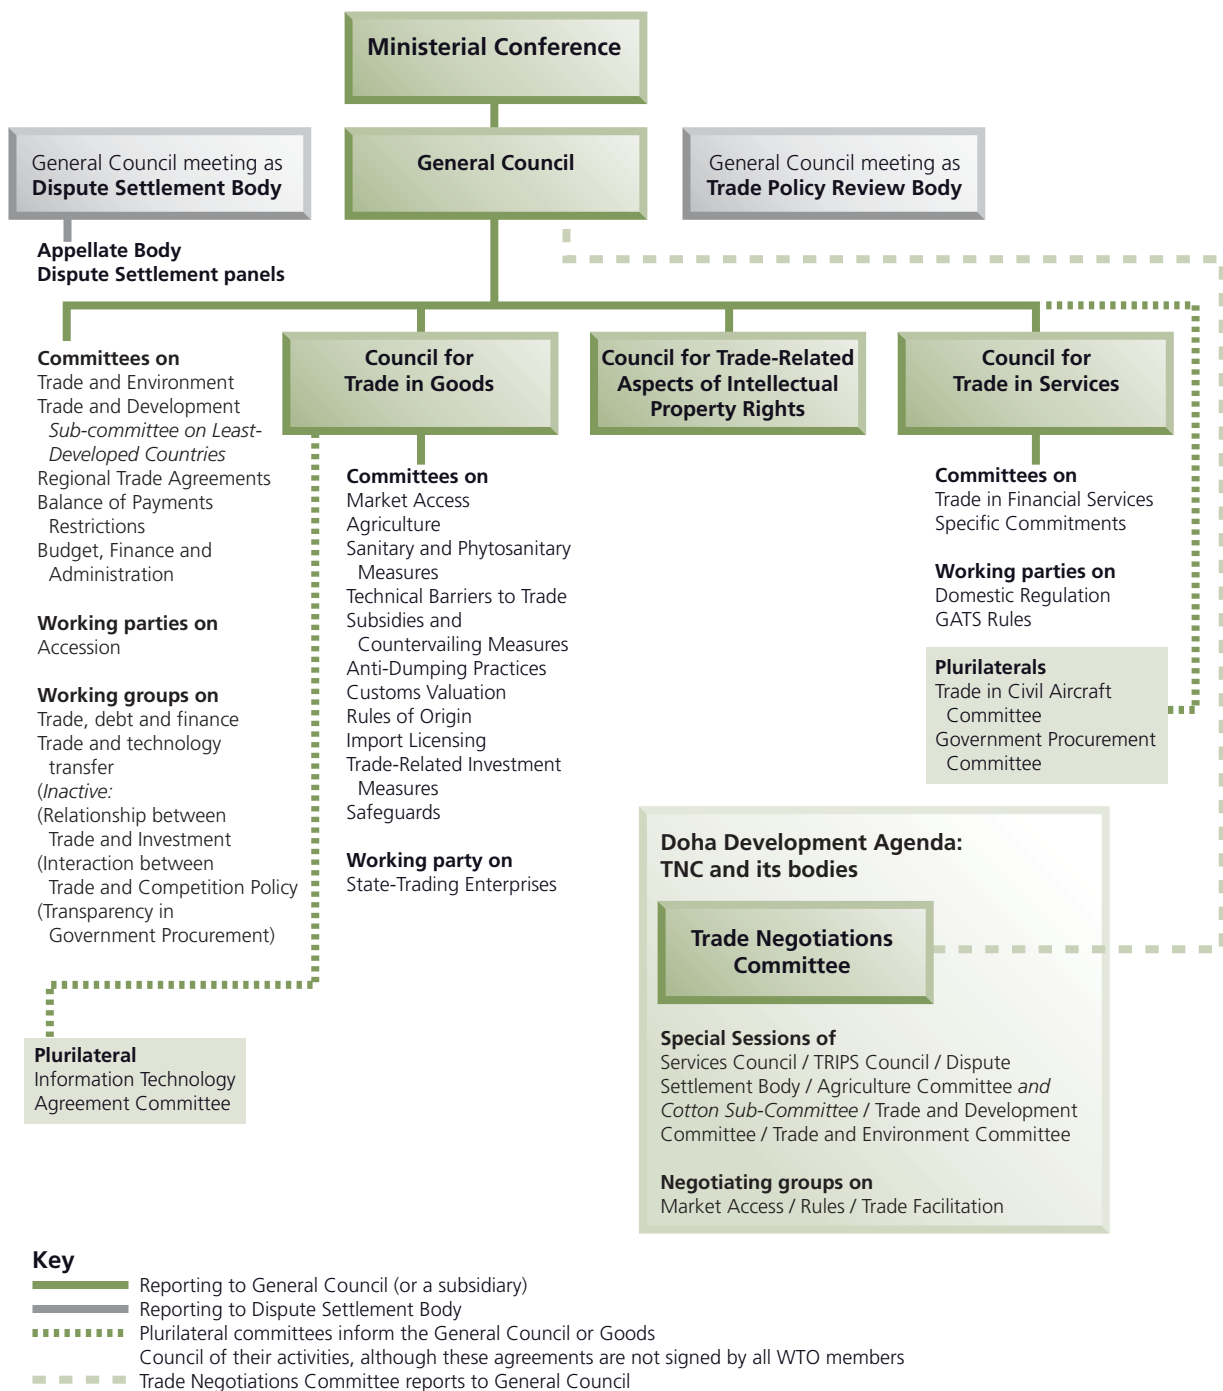 Ministerial Conference
General Council meeting as
Dispute Settlement Body
General Council
General Council meeting as
Trade Policy Review Body
Appellate Body
Dispute Settlement panels
Committees on
Trade and Environment
Trade and Development
Sub-committee on Least-
Developed Countries
Regional Trade Agreements
Balance of Payments
Restrictions
Budget, Finance and
Administration
Working parties on
Accession
Working groups on
Trade, debt and finance
Trade and technology
transfer
(Inactive:
(Relationship between
Trade and Investment
(Interaction between
Trade and Competition Policy
(Transparency in
Government Procurement)
Plurilateral
Information Technology
Agreement Committee
Council for
Trade in Goods
Committees on
Market Access
Agriculture
Sanitary and Phytosanitary
Measures
Technical Barriers to Trade
Subsidies and
Countervailing Measures
Anti-Dumping Practices
Customs Valuation
Rules of Origin
Import Licensing
Trade-Related Investment
Measures
Safeguards
Working party on
State-Trading Enterprises
Council for Trade-Related
Aspects of Intellectual
Property Rights
Council for
Trade in Services
Committees on
Trade in Financial Services
Specific Commitments
Working parties on
Domestic Regulation
GATS Rules
Plurilaterals
Trade in Civil Aircraft
Committee
Government Procurement
Committee
Doha Development Agenda:
TNC and its bodies
Trade Negotiations
Committee
Special Sessions of
Services Council / TRIPS Council / Dispute
Settlement Body / Agriculture Committee and
Cotton Sub-Committee / Trade and Development
Committee / Trade and Environment Committee
Negotiating groups on
Market Access / Rules / Trade Facilitation
Key
Reporting to General Council (or a subsidiary)
Reporting to Dispute Settlement Body
Plurilateral committees inform the General Council or Goods
Council of their activities, although these agreements are not signed by all WTO members
Trade Negotiations Committee reports to General Council